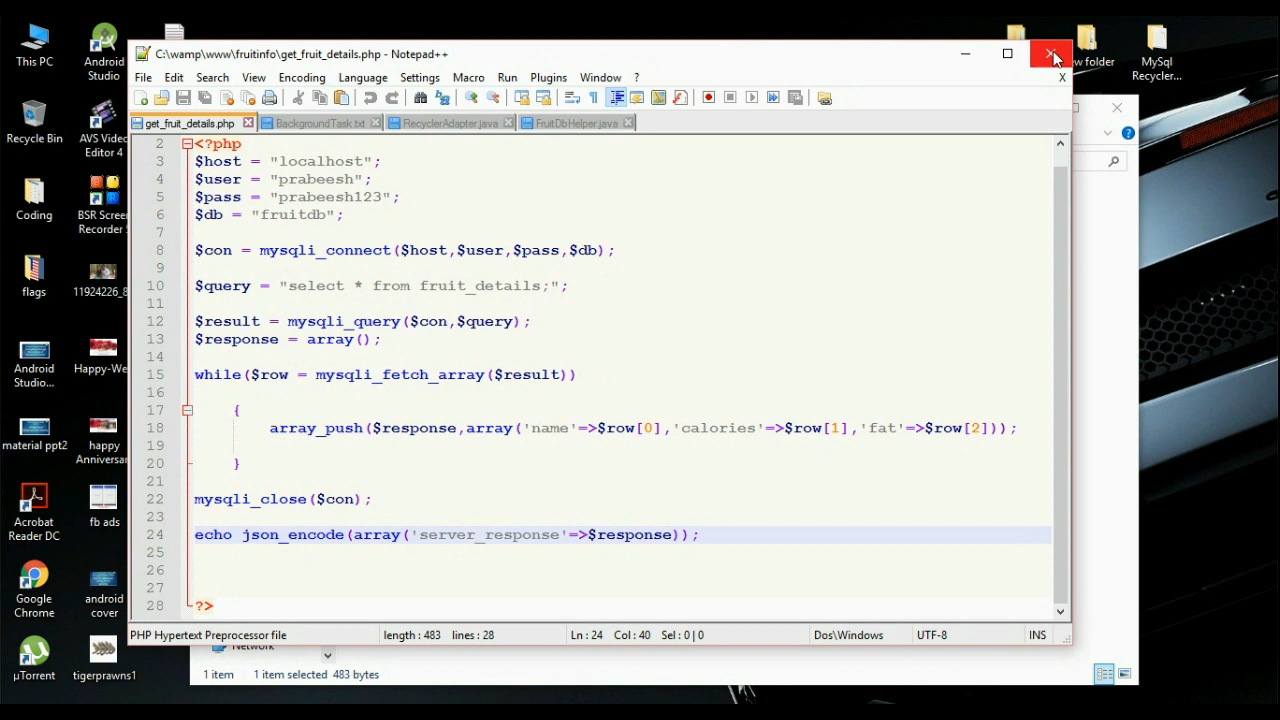 C:\wamp\www\fruitinfo\get_fruit_details.php - Notepad++
File Edit Search View Encoding Language Settings Macro Run Plugins Window ? X
get_fruit_details.php BackgroundTask.txt RecyclerAdapter.java FruitDbHelper.java
2 <?php
3 $host = "localhost";
4 $user = "prabeesh";
5 $pass = "prabeesh123";
6 $db = "fruitdb";
7
8 $con = mysqli_connect($host,$user,$pass,$db);
9
10 $query = "select * from fruit_details;";
11
12 $result = mysqli_query($con,$query);
13 $response = array();
14
15 while($row = mysqli_fetch_array($result))
16
17 {
18 array_push($response,array('name'=>$row[0],'calories'=>$row[1],'fat'=>$row[2]));
19
20 }
21
22 mysqli_close($con);
23
24 echo json_encode(array('server_response'=>$response));
25
26
27
28 ?>
PHP Hypertext Preprocessor file length : 483 lines : 28 Ln : 24 Col : 40 Sel : 0 | 0 Dos\Windows UTF-8 INS
Network
1 item 1 item selected 483 bytes
This PC
Android
Studio
Recycle Bin
AVS Video
Editor 4
Coding
BSR Screen
Recorder
flags
11924226_8
Android
Studio...
Happy-We
material ppt2
happy
Anniversar
Acrobat
Reader DC
fb ads
Google
Chrome
android
cover
µTorrent
tigerprawns1
ew folder
MySql
Recycler...